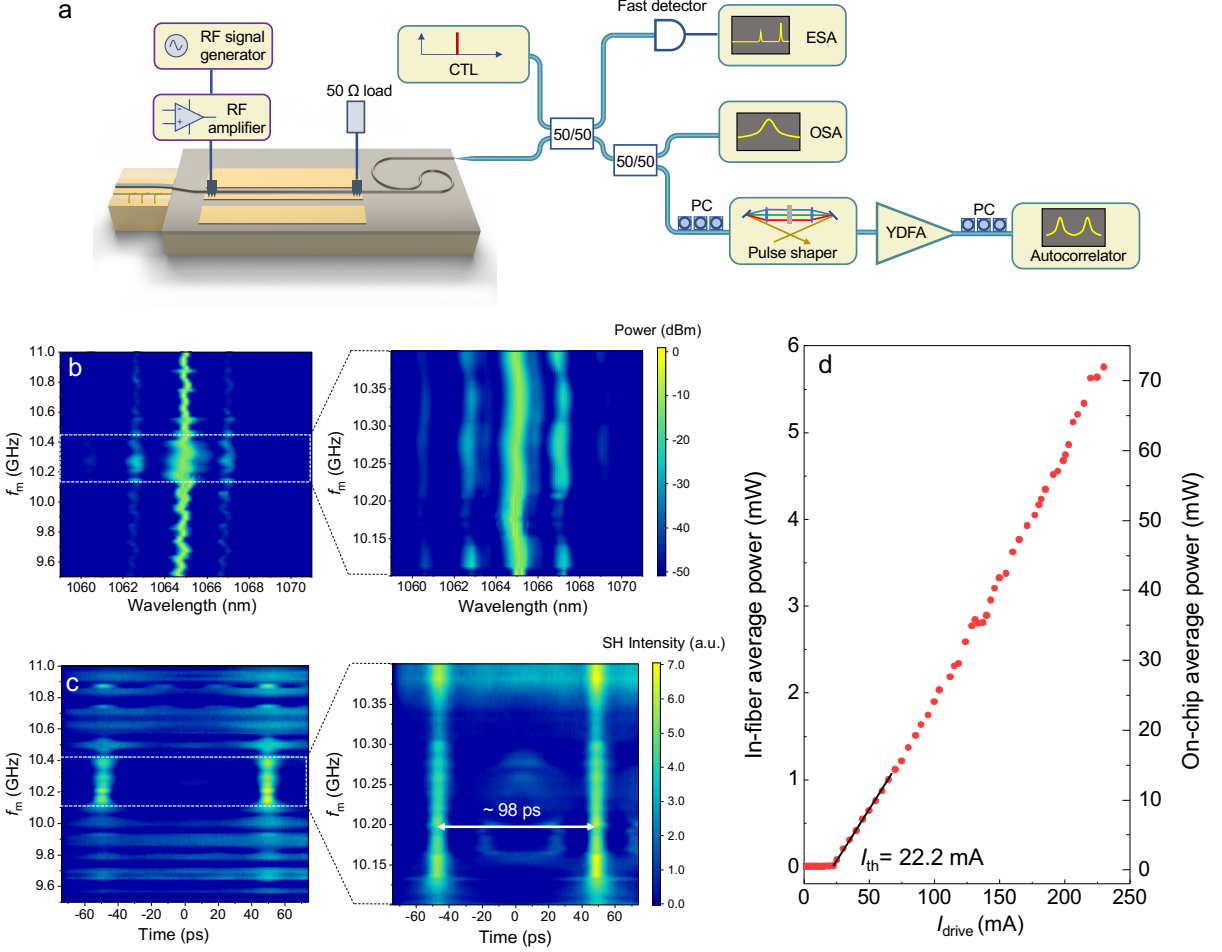 a
RF signal
generator
RF
amplifier
50 Ω load
CTL
50/50
50/50
Fast detector
ESA
OSA
PC
Pulse shaper
YDFA
PC
Autocorrelator
b
11.0
10.8
10.6
10.4
10.2
10.0
9.8
9.6
fm (GHz)
1060 1062 1064 1066 1068 1070
Wavelength (nm)
10.35
10.30
10.25
10.20
10.15
fm (GHz)
1060 1062 1064 1066 1068 1070
Wavelength (nm)
Power (dBm)
0
-10
-20
-30
-40
-50
c
11.0
10.8
10.6
10.4
10.2
10.0
9.8
9.6
fm (GHz)
-60 -40 -20 0 20 40 60
Time (ps)
10.35
10.30
10.25
10.20
10.15
fm (GHz)
~ 98 ps
-60 -40 -20 0 20 40 60
Time (ps)
SH Intensity (a.u.)
7.0
6.0
5.0
4.0
3.0
2.0
1.0
0.0
d
6
5
4
3
2
1
0
In-fiber average power (mW)
Ith= 22.2 mA
0 50 100 150 200 250
Idrive (mA)
70
60
50
40
30
20
10
0
On-chip average power (mW)